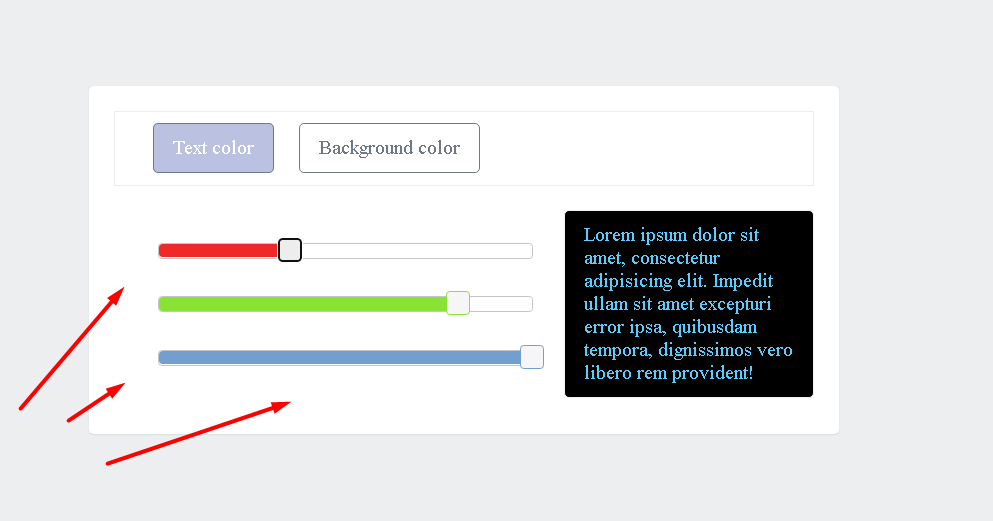 Text color
Background color
Lorem ipsum dolor sit
amet, consectetur
adipisicing elit. Impedit
ullam sit amet excepturi
error ipsa, quibusdam
tempora, dignissimos vero
libero rem provident!